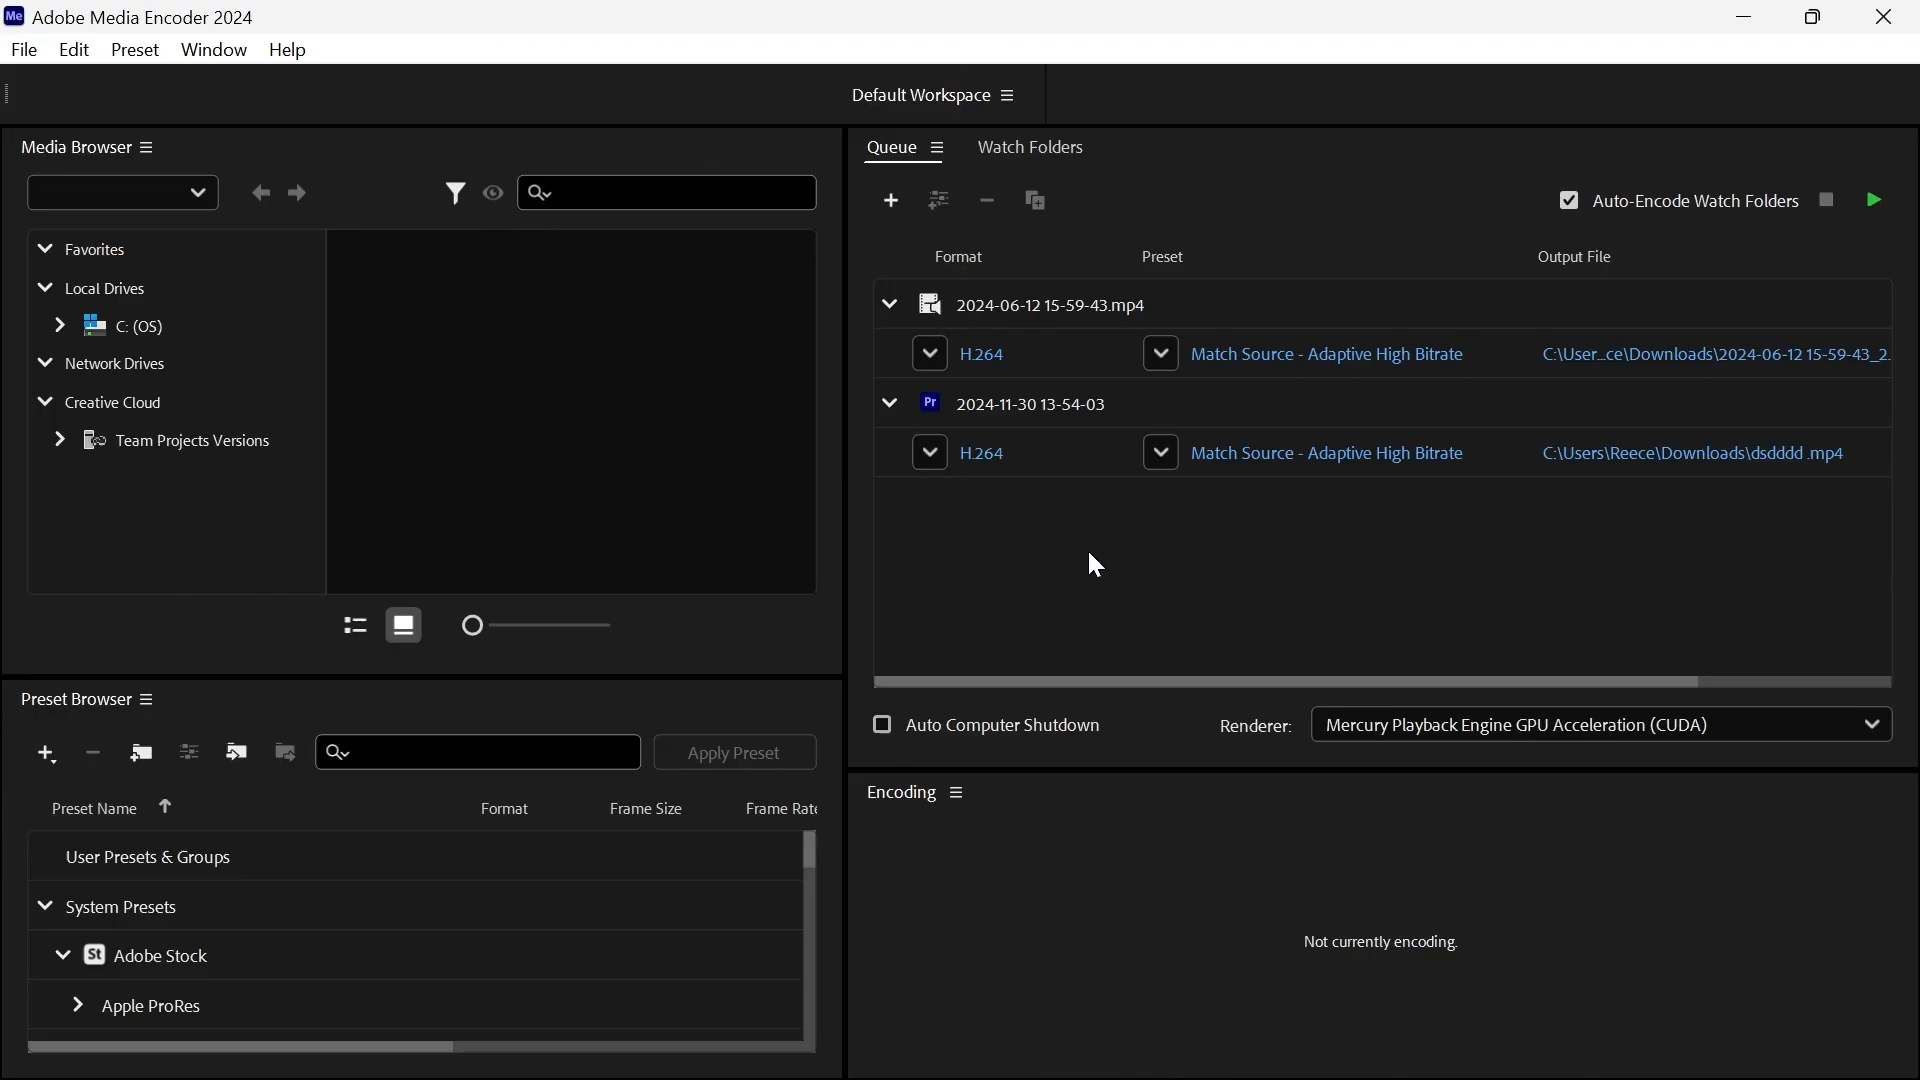 Me Adobe Media Encoder 2024
File Edit Preset Window Help
Default Workspace
Media Browser
Favorites
Local Drives
C: (OS)
Network Drives
Creative Cloud
Team Projects Versions
Queue Watch Folders
Auto-Encode Watch Folders
Format Preset Output File
2024-06-12 15-59-43.mp4
H.264 Match Source - Adaptive High Bitrate C:\User...ce\Downloads\2024-06-12 15-59-43_2.
Pr 2024-11-30 13-54-03
H.264 Match Source - Adaptive High Bitrate C:\Users\Reece\Downloads\dsdddd .mp4
Auto Computer Shutdown Renderer: Mercury Playback Engine GPU Acceleration (CUDA)
Preset Browser
Apply Preset
Preset Name Format Frame Size Frame Rate
User Presets & Groups
System Presets
St Adobe Stock
Apple ProRes
Encoding
Not currently encoding.